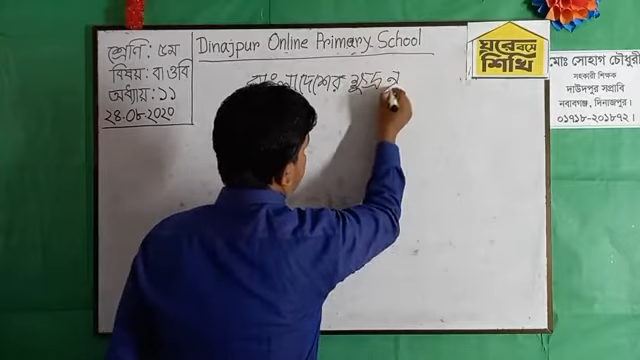 শ্রেণি : ৫ম
বিষয় : বা ওবি
অধ্যায় : ১১
২৪.০৮.২০২০
Dinajpur Online Primary School
বাংলাদেশের ক্ষুদ্র নৃ
ঘরে বসে
শিখি
মোঃ সোহাগ চৌধুরী
সহকারী শিক্ষক
দাউদপুর সপ্রাবি
নবাবগঞ্জ, দিনাজপুর।
০১৭১৮-২০১৮৭২।